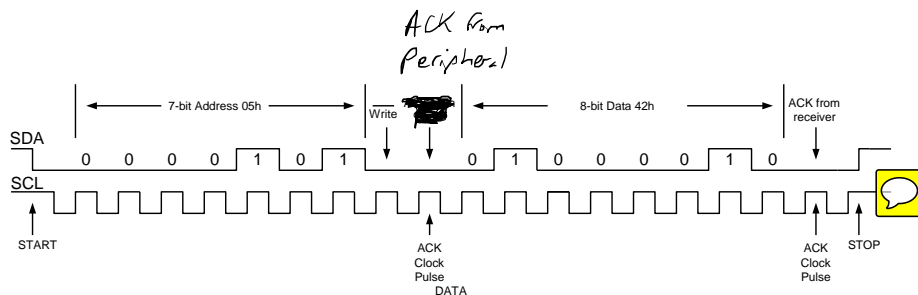 ACK from
Peripheral
7-bit Address 05h
Write
8-bit Data 42h
ACK from
receiver
SDA
0 0 0 0 1 0 1 0 1 0 0 0 0 1 0
SCL
START
ACK
Clock
Pulse
DATA
ACK
Clock
Pulse
STOP